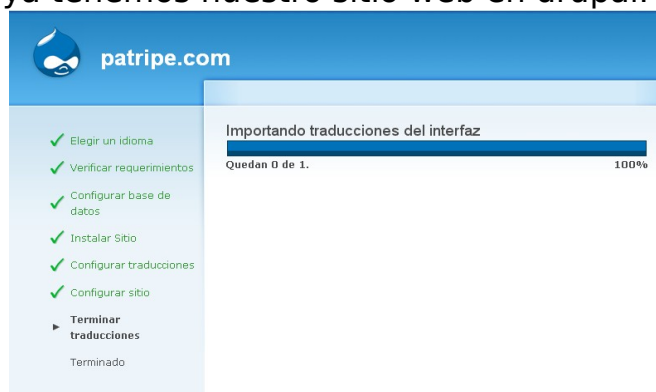 ya tenemos nuestro sitio web en drupal.
patripe.com
Elegir un idioma
Verificar requerimientos
Configurar base de
datos
Instalar Sitio
Configurar traducciones
Configurar sitio
Terminar
traducciones
Terminado
Importando traducciones del interfaz
Quedan 0 de 1.
100%